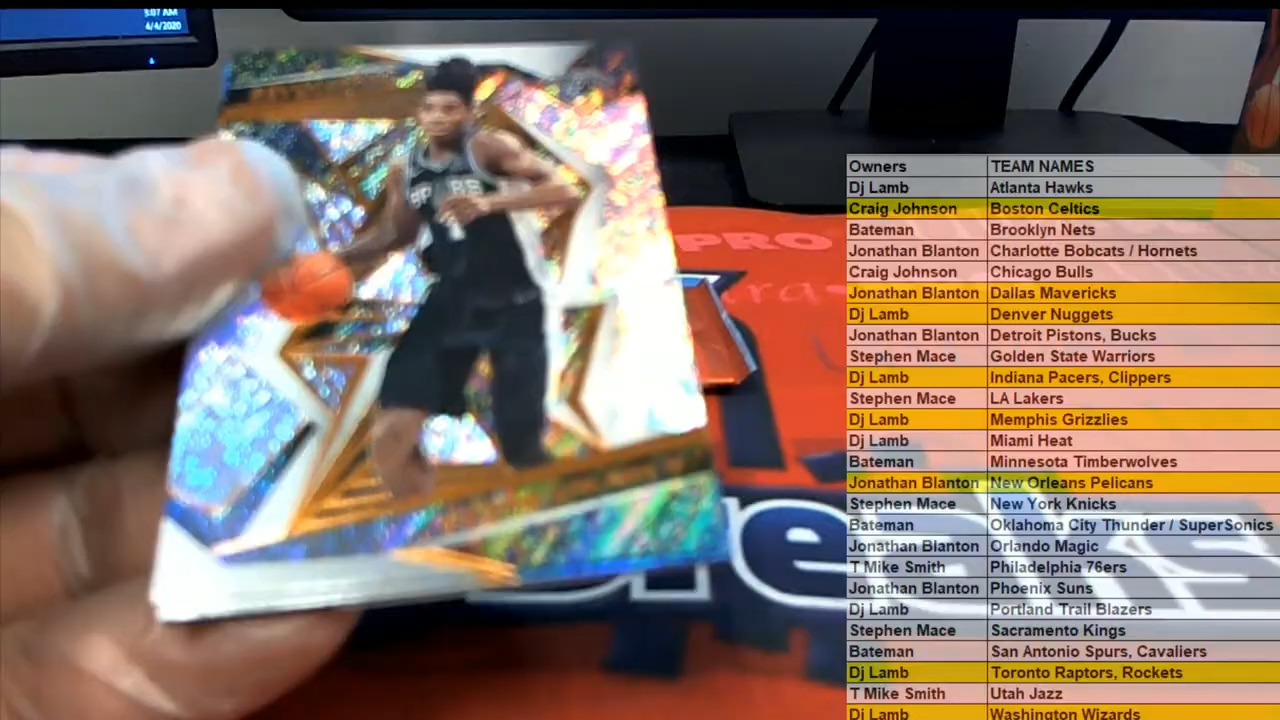 3:07 AM
4/4/2020
SPURS
PRO
reaks
Owners TEAM NAMES
Dj Lamb Atlanta Hawks
Craig Johnson Boston Celtics
Bateman Brooklyn Nets
Jonathan Blanton Charlotte Bobcats / Hornets
Craig Johnson Chicago Bulls
Jonathan Blanton Dallas Mavericks
Dj Lamb Denver Nuggets
Jonathan Blanton Detroit Pistons, Bucks
Stephen Mace Golden State Warriors
Dj Lamb Indiana Pacers, Clippers
Stephen Mace LA Lakers
Dj Lamb Memphis Grizzlies
Dj Lamb Miami Heat
Bateman Minnesota Timberwolves
Jonathan Blanton New Orleans Pelicans
Stephen Mace New York Knicks
Bateman Oklahoma City Thunder / SuperSonics
Jonathan Blanton Orlando Magic
T Mike Smith Philadelphia 76ers
Jonathan Blanton Phoenix Suns
Dj Lamb Portland Trail Blazers
Stephen Mace Sacramento Kings
Bateman San Antonio Spurs, Cavaliers
Dj Lamb Toronto Raptors, Rockets
T Mike Smith Utah Jazz
Dj Lamb Washington Wizards